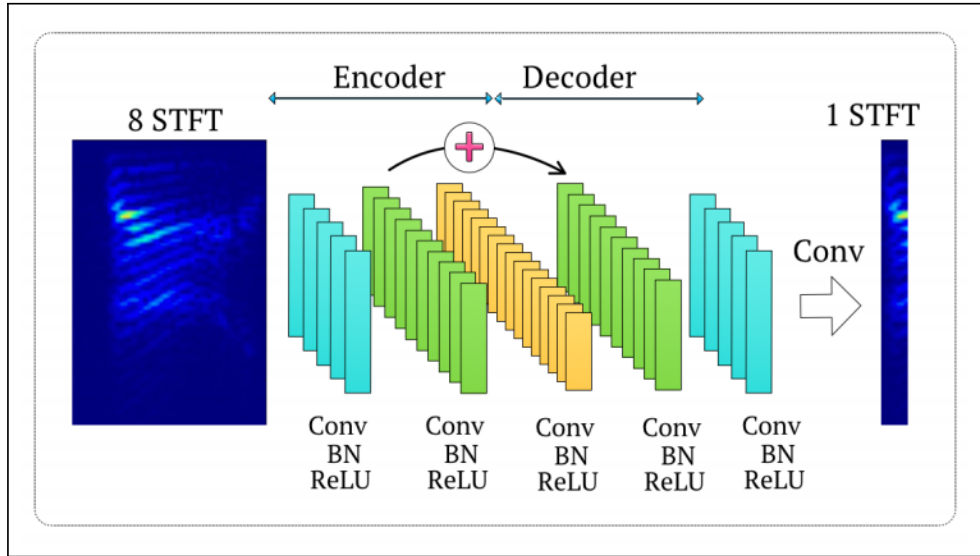 Encoder
Decoder
8 STFT
1 STFT
Conv
Conv
BN
ReLU
Conv
BN
ReLU
Conv
BN
ReLU
Conv
BN
ReLU
Conv
BN
ReLU